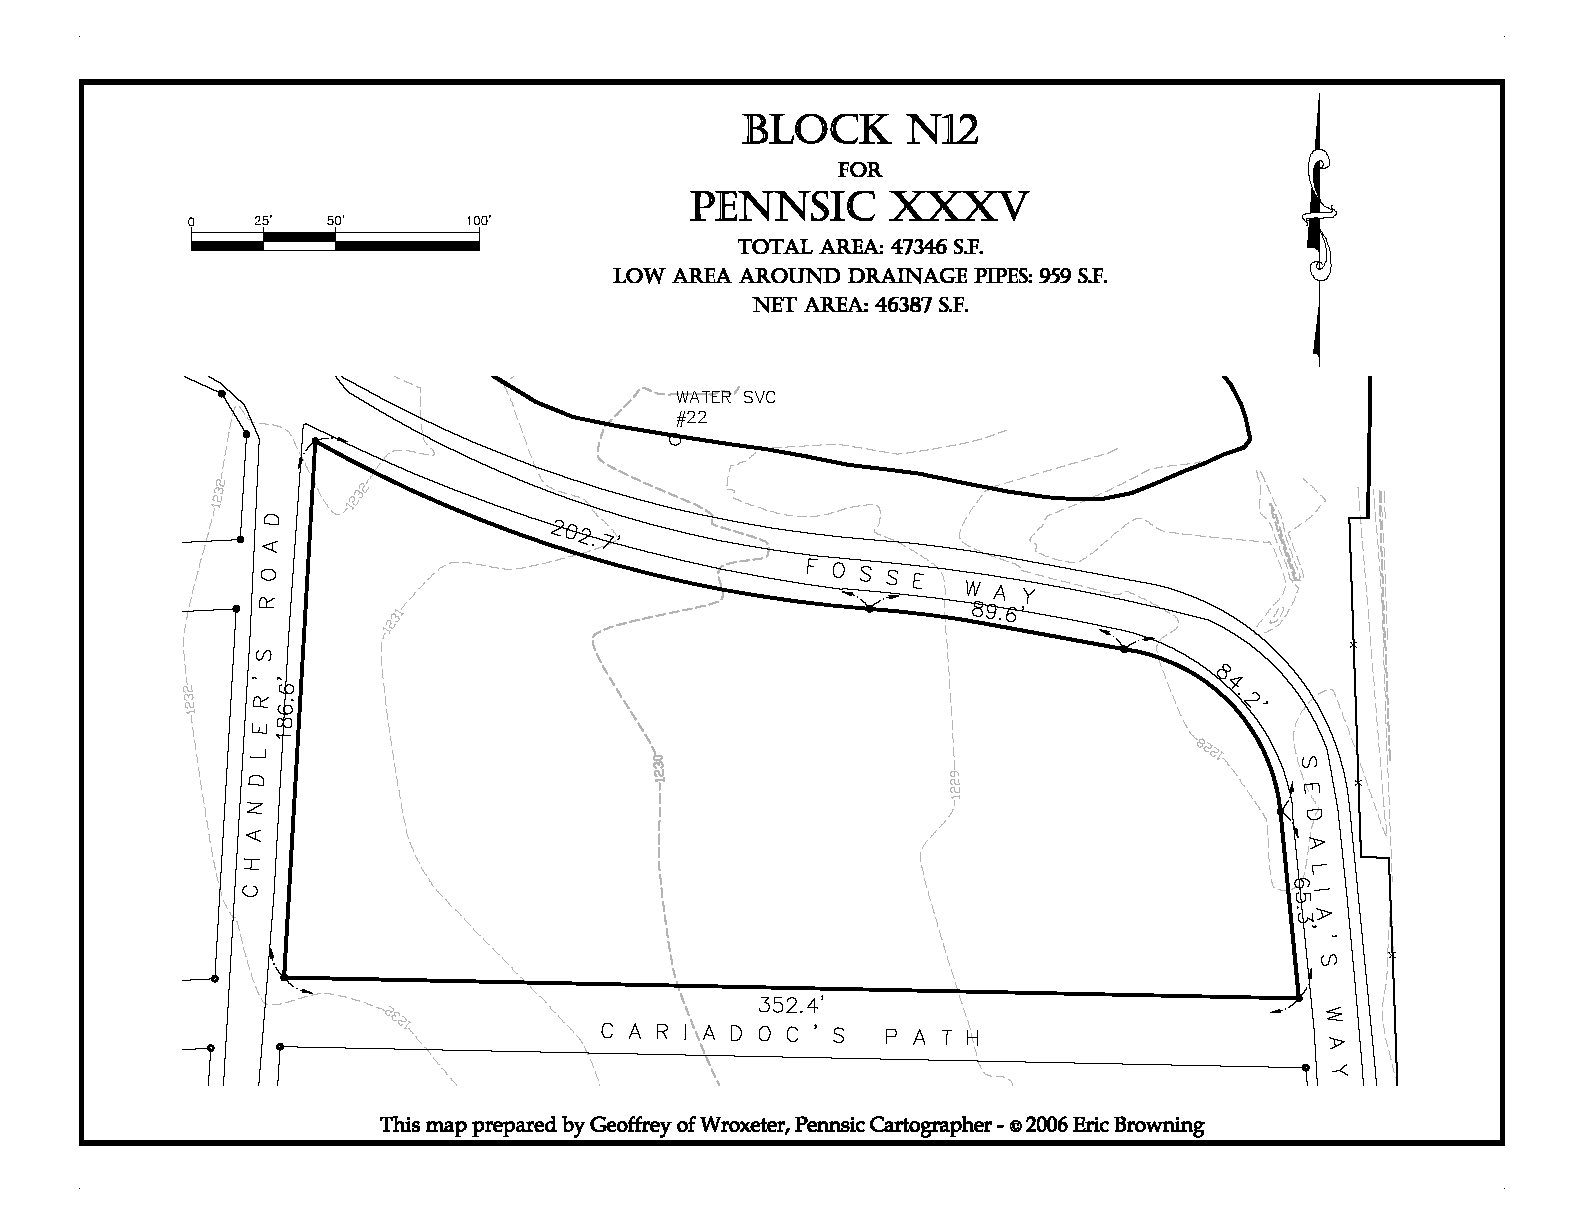 BLOCK N12
FOR
PENNSIC XXXV
TOTAL AREA: 47346 S.F.
LOW AREA AROUND DRAINAGE PIPES: 959 S.F.
NET AREA: 46387 S.F.
0 25' 50' 100'
WATER SVC
#22
1232
1232
202.7'
FOSSE WAY
89.6'
1231
84.2'
1232
186.6'
CHANDLER'S ROAD
1228
1230
1229
SEDALIA'S WAY
65.3'
352.4'
1232
CARIADOC'S PATH
This map prepared by Geoffrey of Wroxeter, Pennsic Cartographer - © 2006 Eric Browning